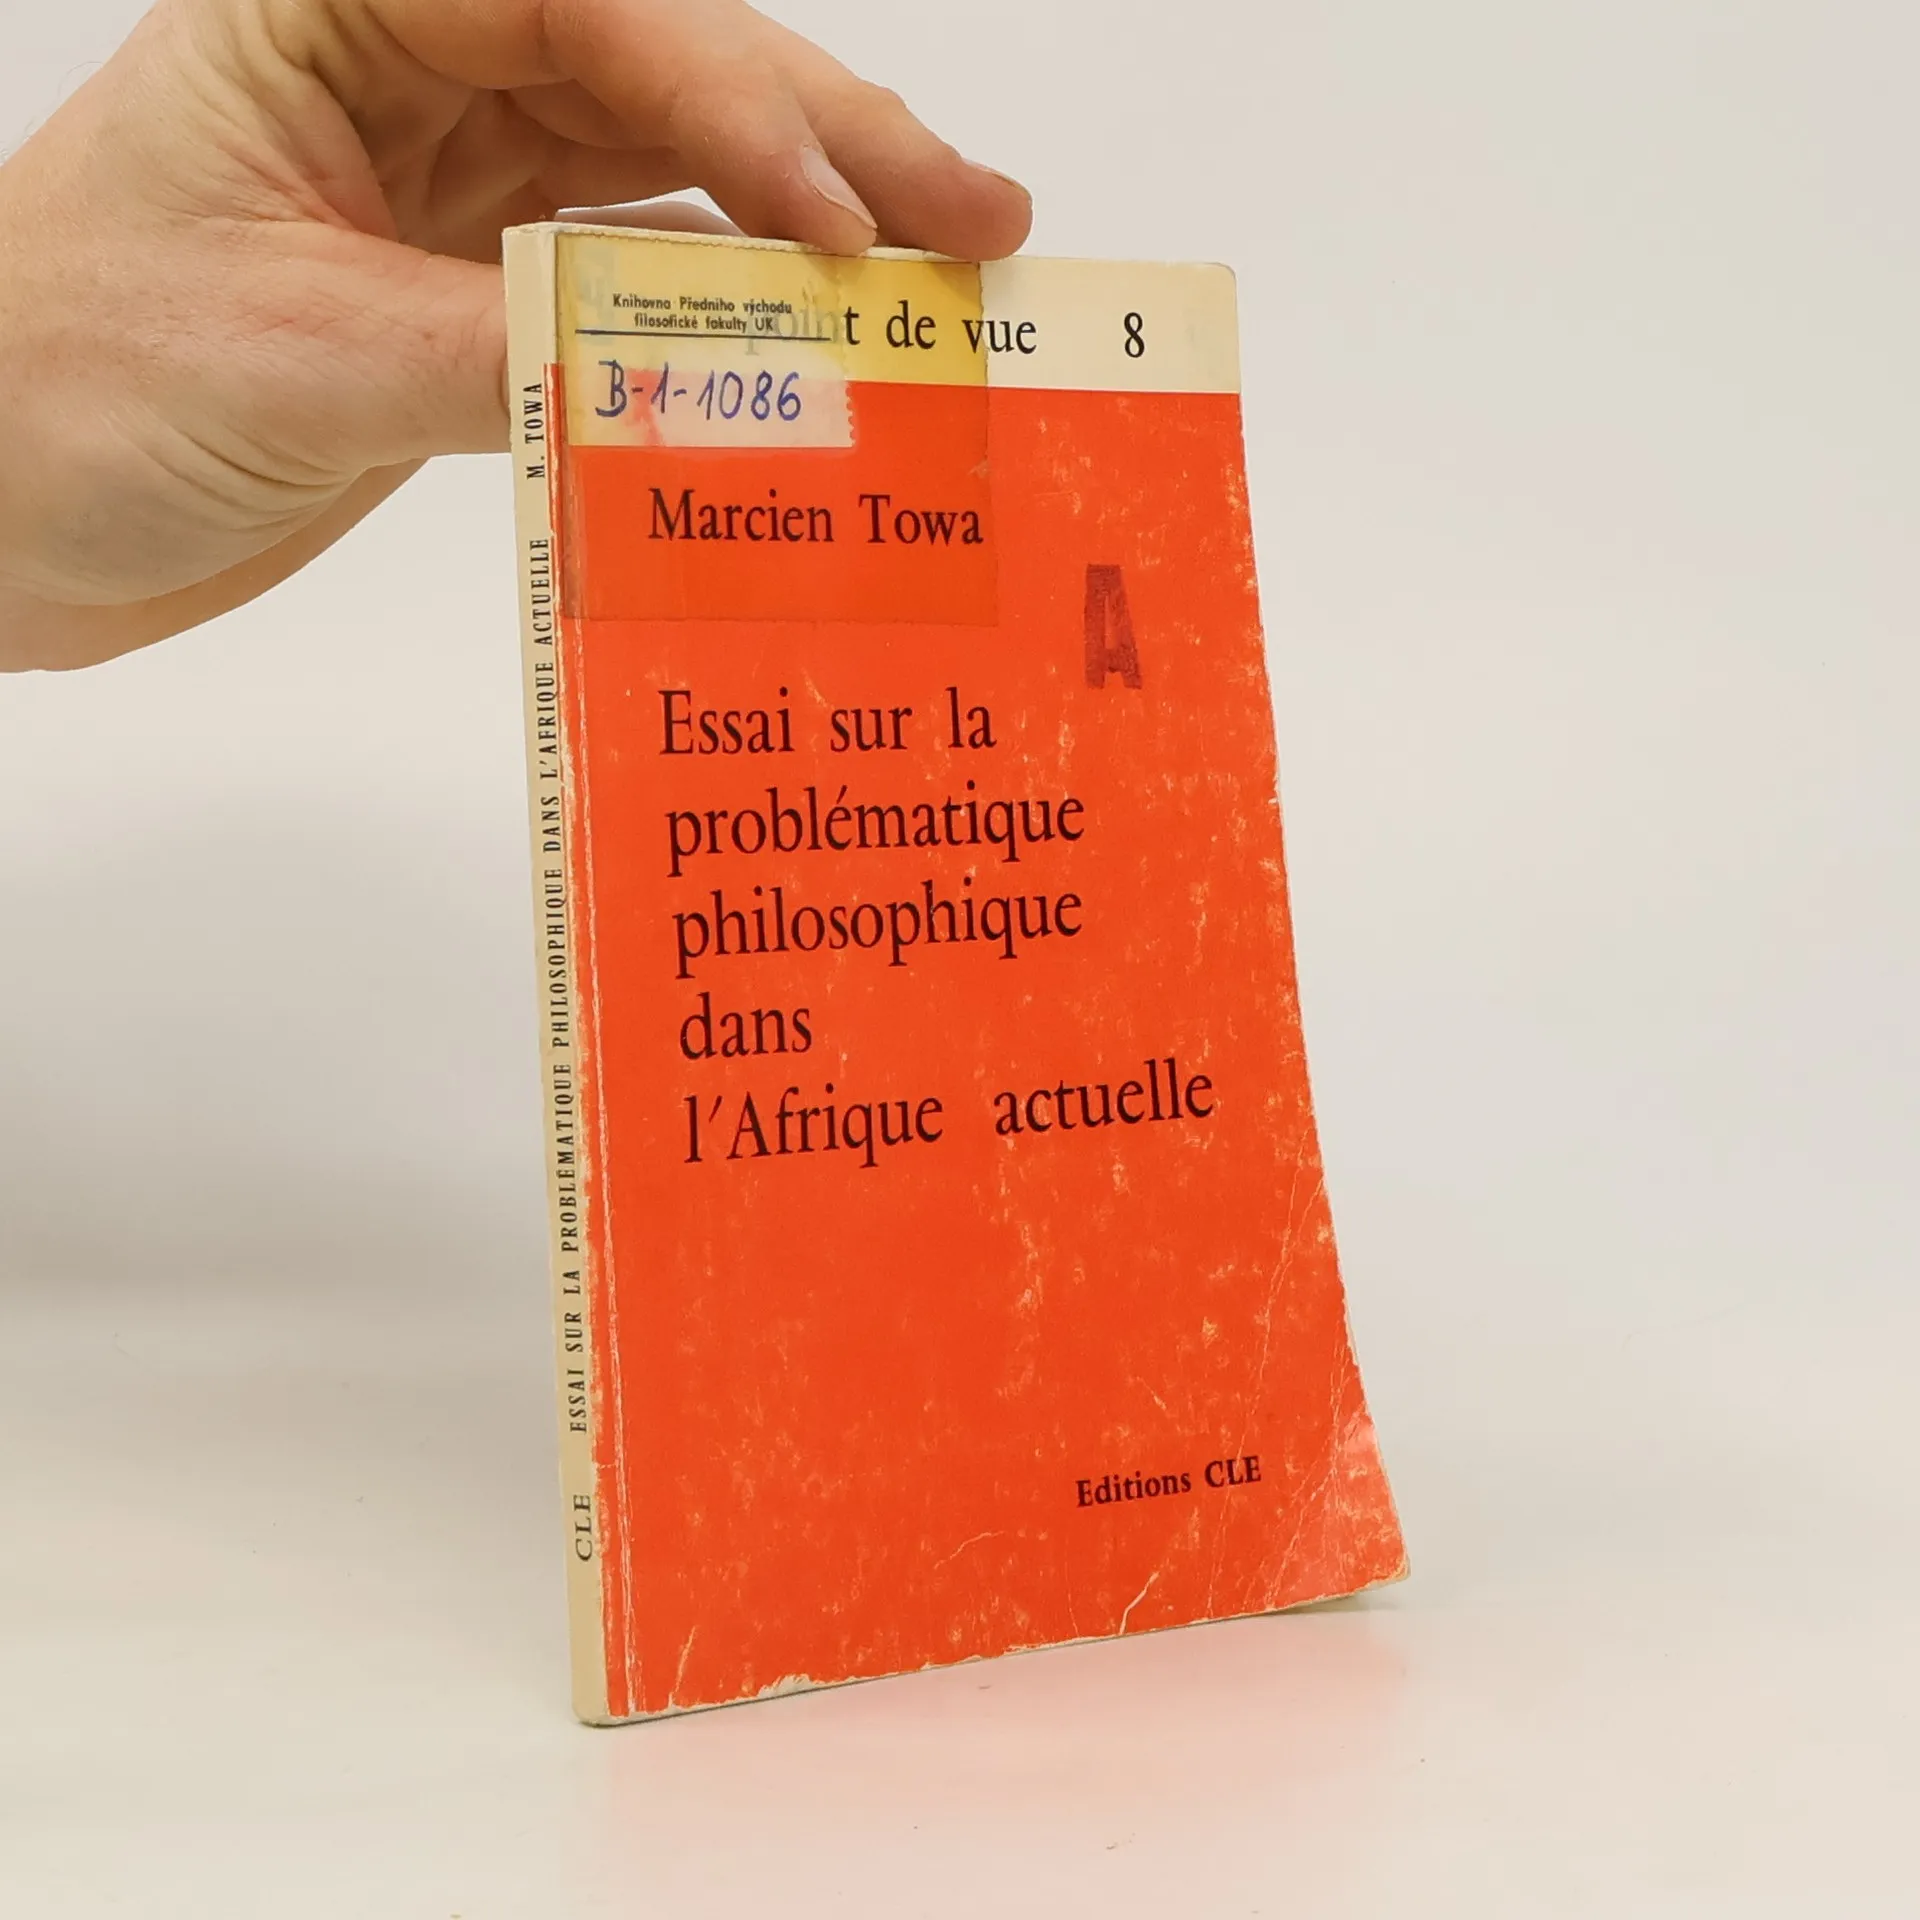 Knihovna Předního východu
filosofické fakulty UK
point de vue 8
B-1-1086
Marcien Towa
A
Essai sur la
problématique
philosophique
dans
l'Afrique actuelle
Editions CLE
CLE ESSAI SUR LA PROBLÉMATIQUE PHILOSOPHIQUE DANS L'AFRIQUE ACTUELLE M. TOWA